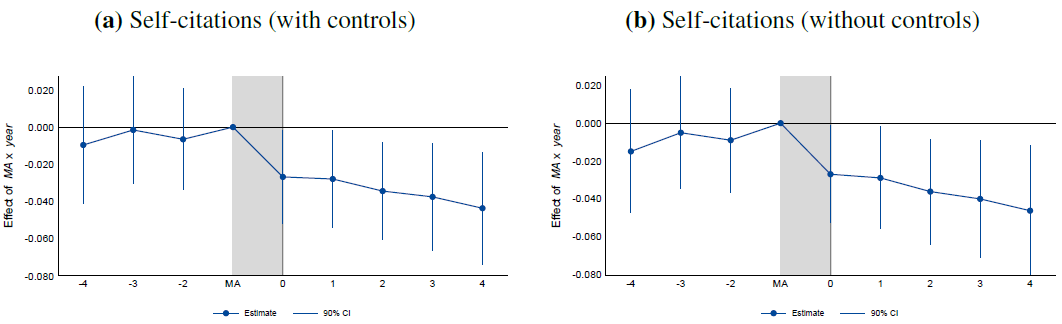 (a) Self-citations (with controls)
Effect of MA x year
0.020
0.000
-0.020
-0.040
-0.060
-0.080
-4 -3 -2 MA 0 1 2 3 4
Estimate 90% CI
(b) Self-citations (without controls)
Effect of MA x year
0.020
0.000
-0.020
-0.040
-0.060
-0.080
-4 -3 -2 MA 0 1 2 3 4
Estimate 90% CI